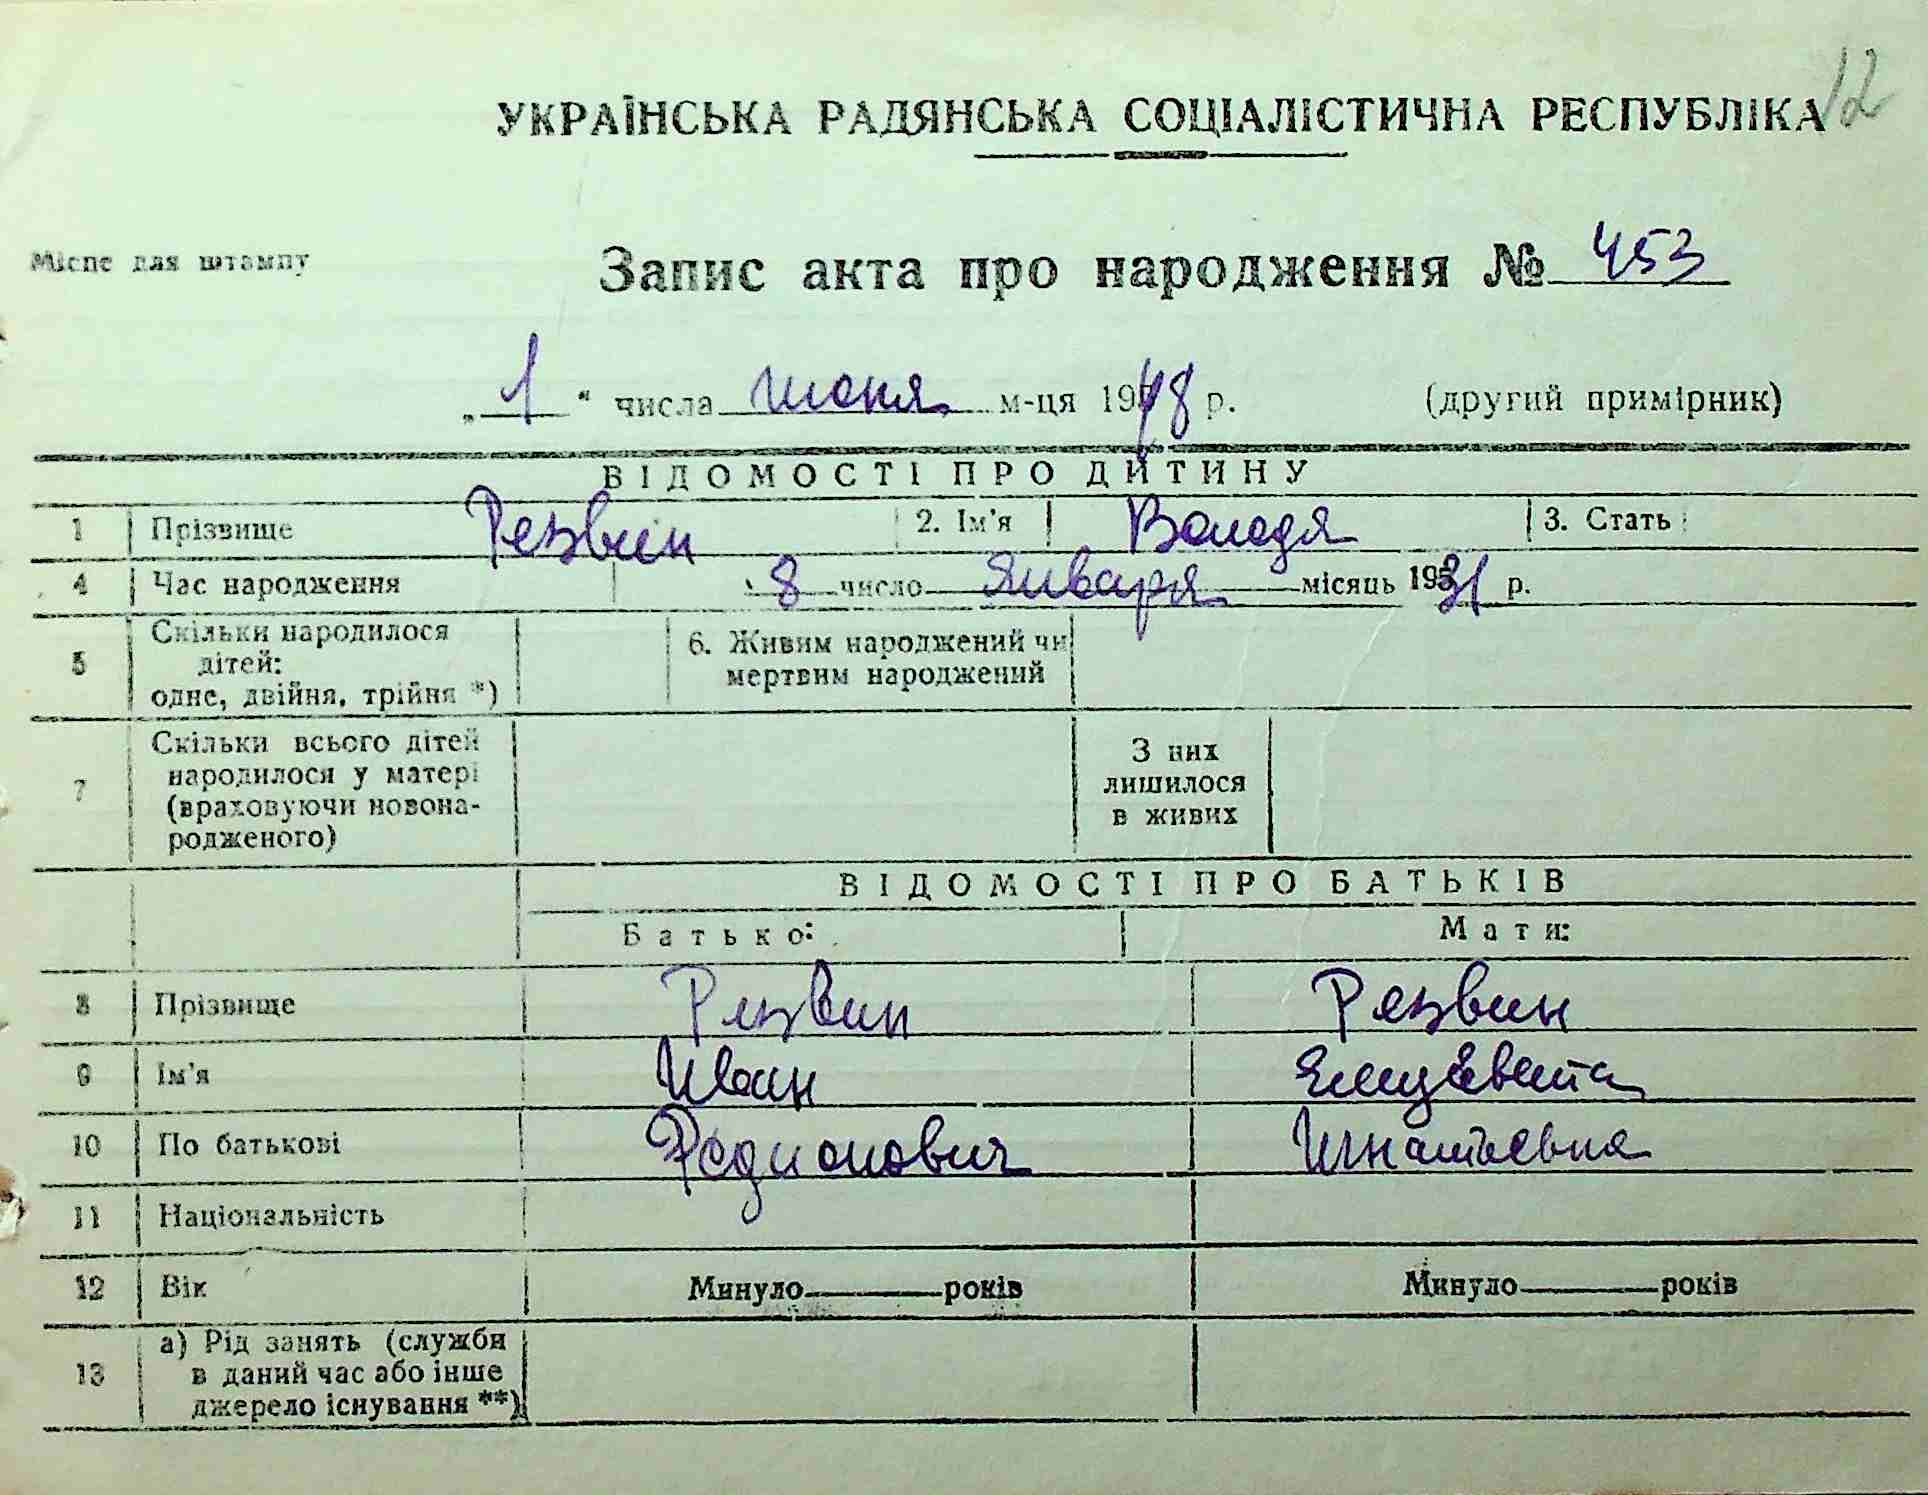 12
УКРАЇНСЬКА РАДЯНСЬКА СОЦІАЛІСТИЧНА РЕСПУБЛІКА
Місце для штампу
Запис акта про народження № 453
„ 1 “ числа июня м-ця 1948 р. (другий примірник)
ВІДОМОСТІ ПРО ДИТИНУ
1 Прізвище Резвин 2. Ім'я Володя 3. Стать
4 Час народження 8 число Января місяць 1931 р.
5 Скільки народилося дітей: одне, двійня, трійня *) 6. Живим народжений чи мертвим народжений
7 Скільки всього дітей народилося у матері (враховуючи новона-родженого) З них лишилося в живих
ВІДОМОСТІ ПРО БАТЬКІВ
Батько: Мати:
8 Прізвище Резвин Резвин
9 Ім'я Иван Елизавета
10 По батькові Родионович Игнатьевна
11 Національність
12 Вік Минуло років Минуло років
13 а) Рід занять (служби в даний час або інше джерело існування **)